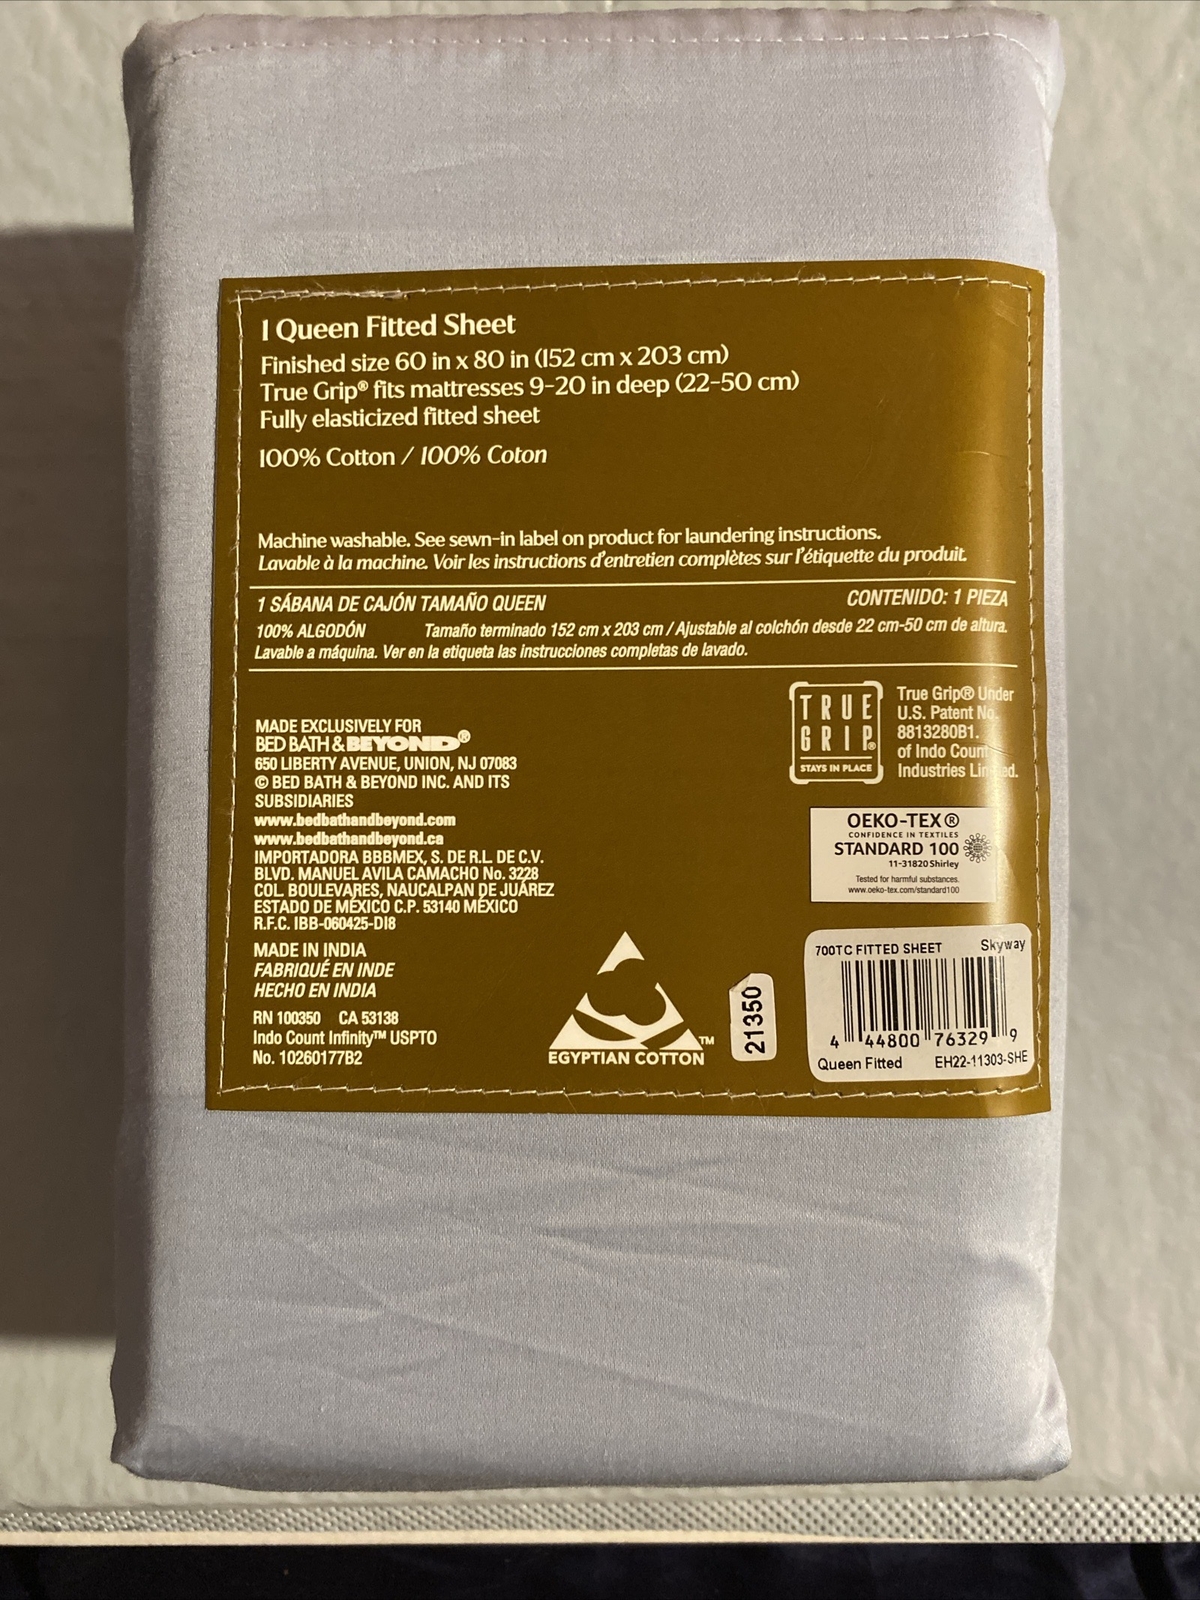 1 Queen Fitted Sheet
Finished size 60 in x 80 in (152 cm x 203 cm)
True Grip® fits mattresses 9-20 in deep (22-50 cm)
Fully elasticized fitted sheet
100% Cotton / 100% Coton
Machine washable. See sewn-in label on product for laundering instructions.
Lavable à la machine. Voir les instructions d'entretien complètes sur l'étiquette du produit.
1 SÁBANA DE CAJÓN TAMAÑO QUEEN CONTENIDO: 1 PIEZA
100% ALGODÓN Tamaño terminado 152 cm x 203 cm / Ajustable al colchón desde 22 cm-50 cm de altura.
Lavable a máquina. Ver en la etiqueta las instrucciones completas de lavado.
MADE EXCLUSIVELY FOR
BED BATH & BEYOND®
650 LIBERTY AVENUE, UNION, NJ 07083
© BED BATH & BEYOND INC. AND ITS
SUBSIDIARIES
www.bedbathandbeyond.com
www.bedbathandbeyond.ca
IMPORTADORA BBBMEX, S. DE R.L. DE C.V.
BLVD. MANUEL AVILA CAMACHO No. 3228
COL. BOULEVARES, NAUCALPAN DE JUÁREZ
ESTADO DE MÉXICO C.P. 53140 MÉXICO
R.F.C. IBB-060425-DI8
MADE IN INDIA
FABRIQUÉ EN INDE
HECHO EN INDIA
RN 100350 CA 53138
Indo Count Infinity™ USPTO
No. 10260177B2
TRUE
GRIP®
STAYS IN PLACE
True Grip® Under
U.S. Patent No.
8813280B1.
of Indo Count
Industries Limited.
OEKO-TEX®
CONFIDENCE IN TEXTILES
STANDARD 100
11-31820 Shirley
Tested for harmful substances.
www.oeko-tex.com/standard100
EGYPTIAN COTTON™
21350
700TC FITTED SHEET Skyway
4 44800 76329 9
Queen Fitted EH22-11303-SHE